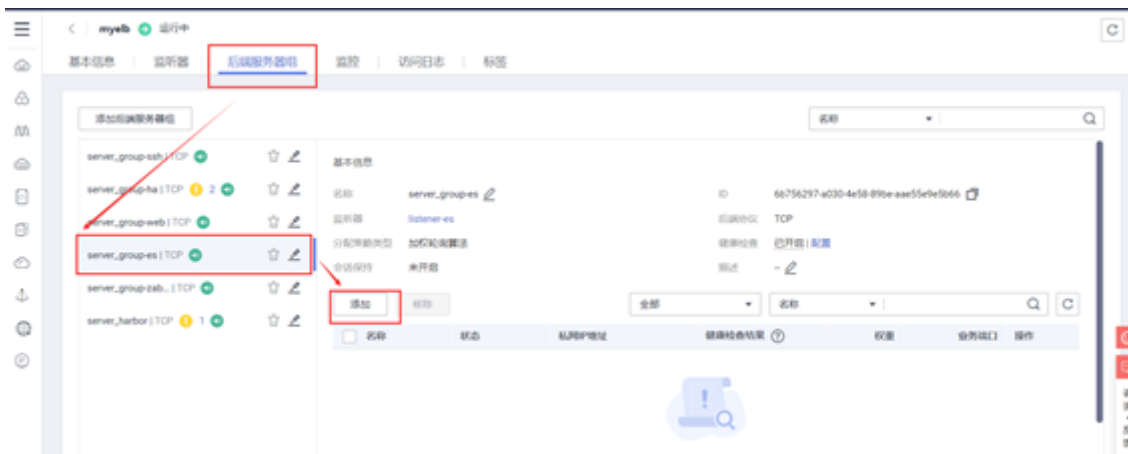 myelb 运行中
基本信息 监听器 后端服务器组 监控 访问日志 标签
添加后端服务器组
名称
server_group-ssh | TCP
server_group-ha | TCP 2
server_group-web | TCP
server_group-es | TCP
server_group-zab... | TCP
server_harbor | TCP 1
基本信息
名称 server_group-es ID 6b756297-a030-4e58-89be-aae55e9e5b66
监听器 listener-es 后端协议 TCP
分配策略类型 加权轮询算法 健康检查 已开启 | 配置
会话保持 未开启 描述 -
添加 移除 全部 名称
名称 状态 私网IP地址 健康检查结果 权重 业务端口 操作